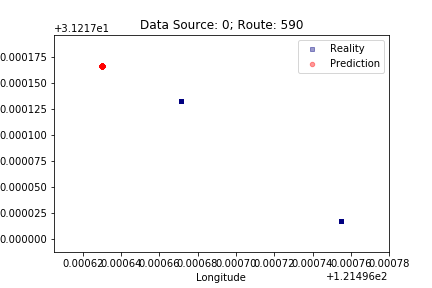 Data Source: 0; Route: 590
+3.1217e1
Reality
Prediction
0.000175
0.000150
0.000125
0.000100
0.000075
0.000050
0.000025
0.000000
0.00062 0.00064 0.00066 0.00068 0.00070 0.00072 0.00074 0.00076 0.00078
Longitude
+1.21496e2